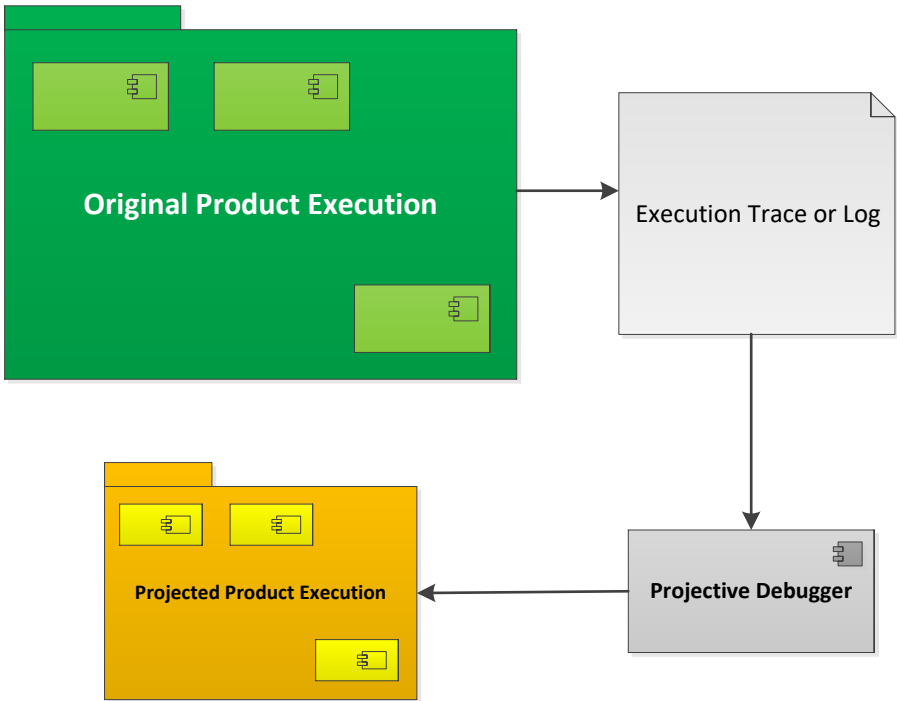 Original Product Execution
Execution Trace or Log
Projected Product Execution
Projective Debugger